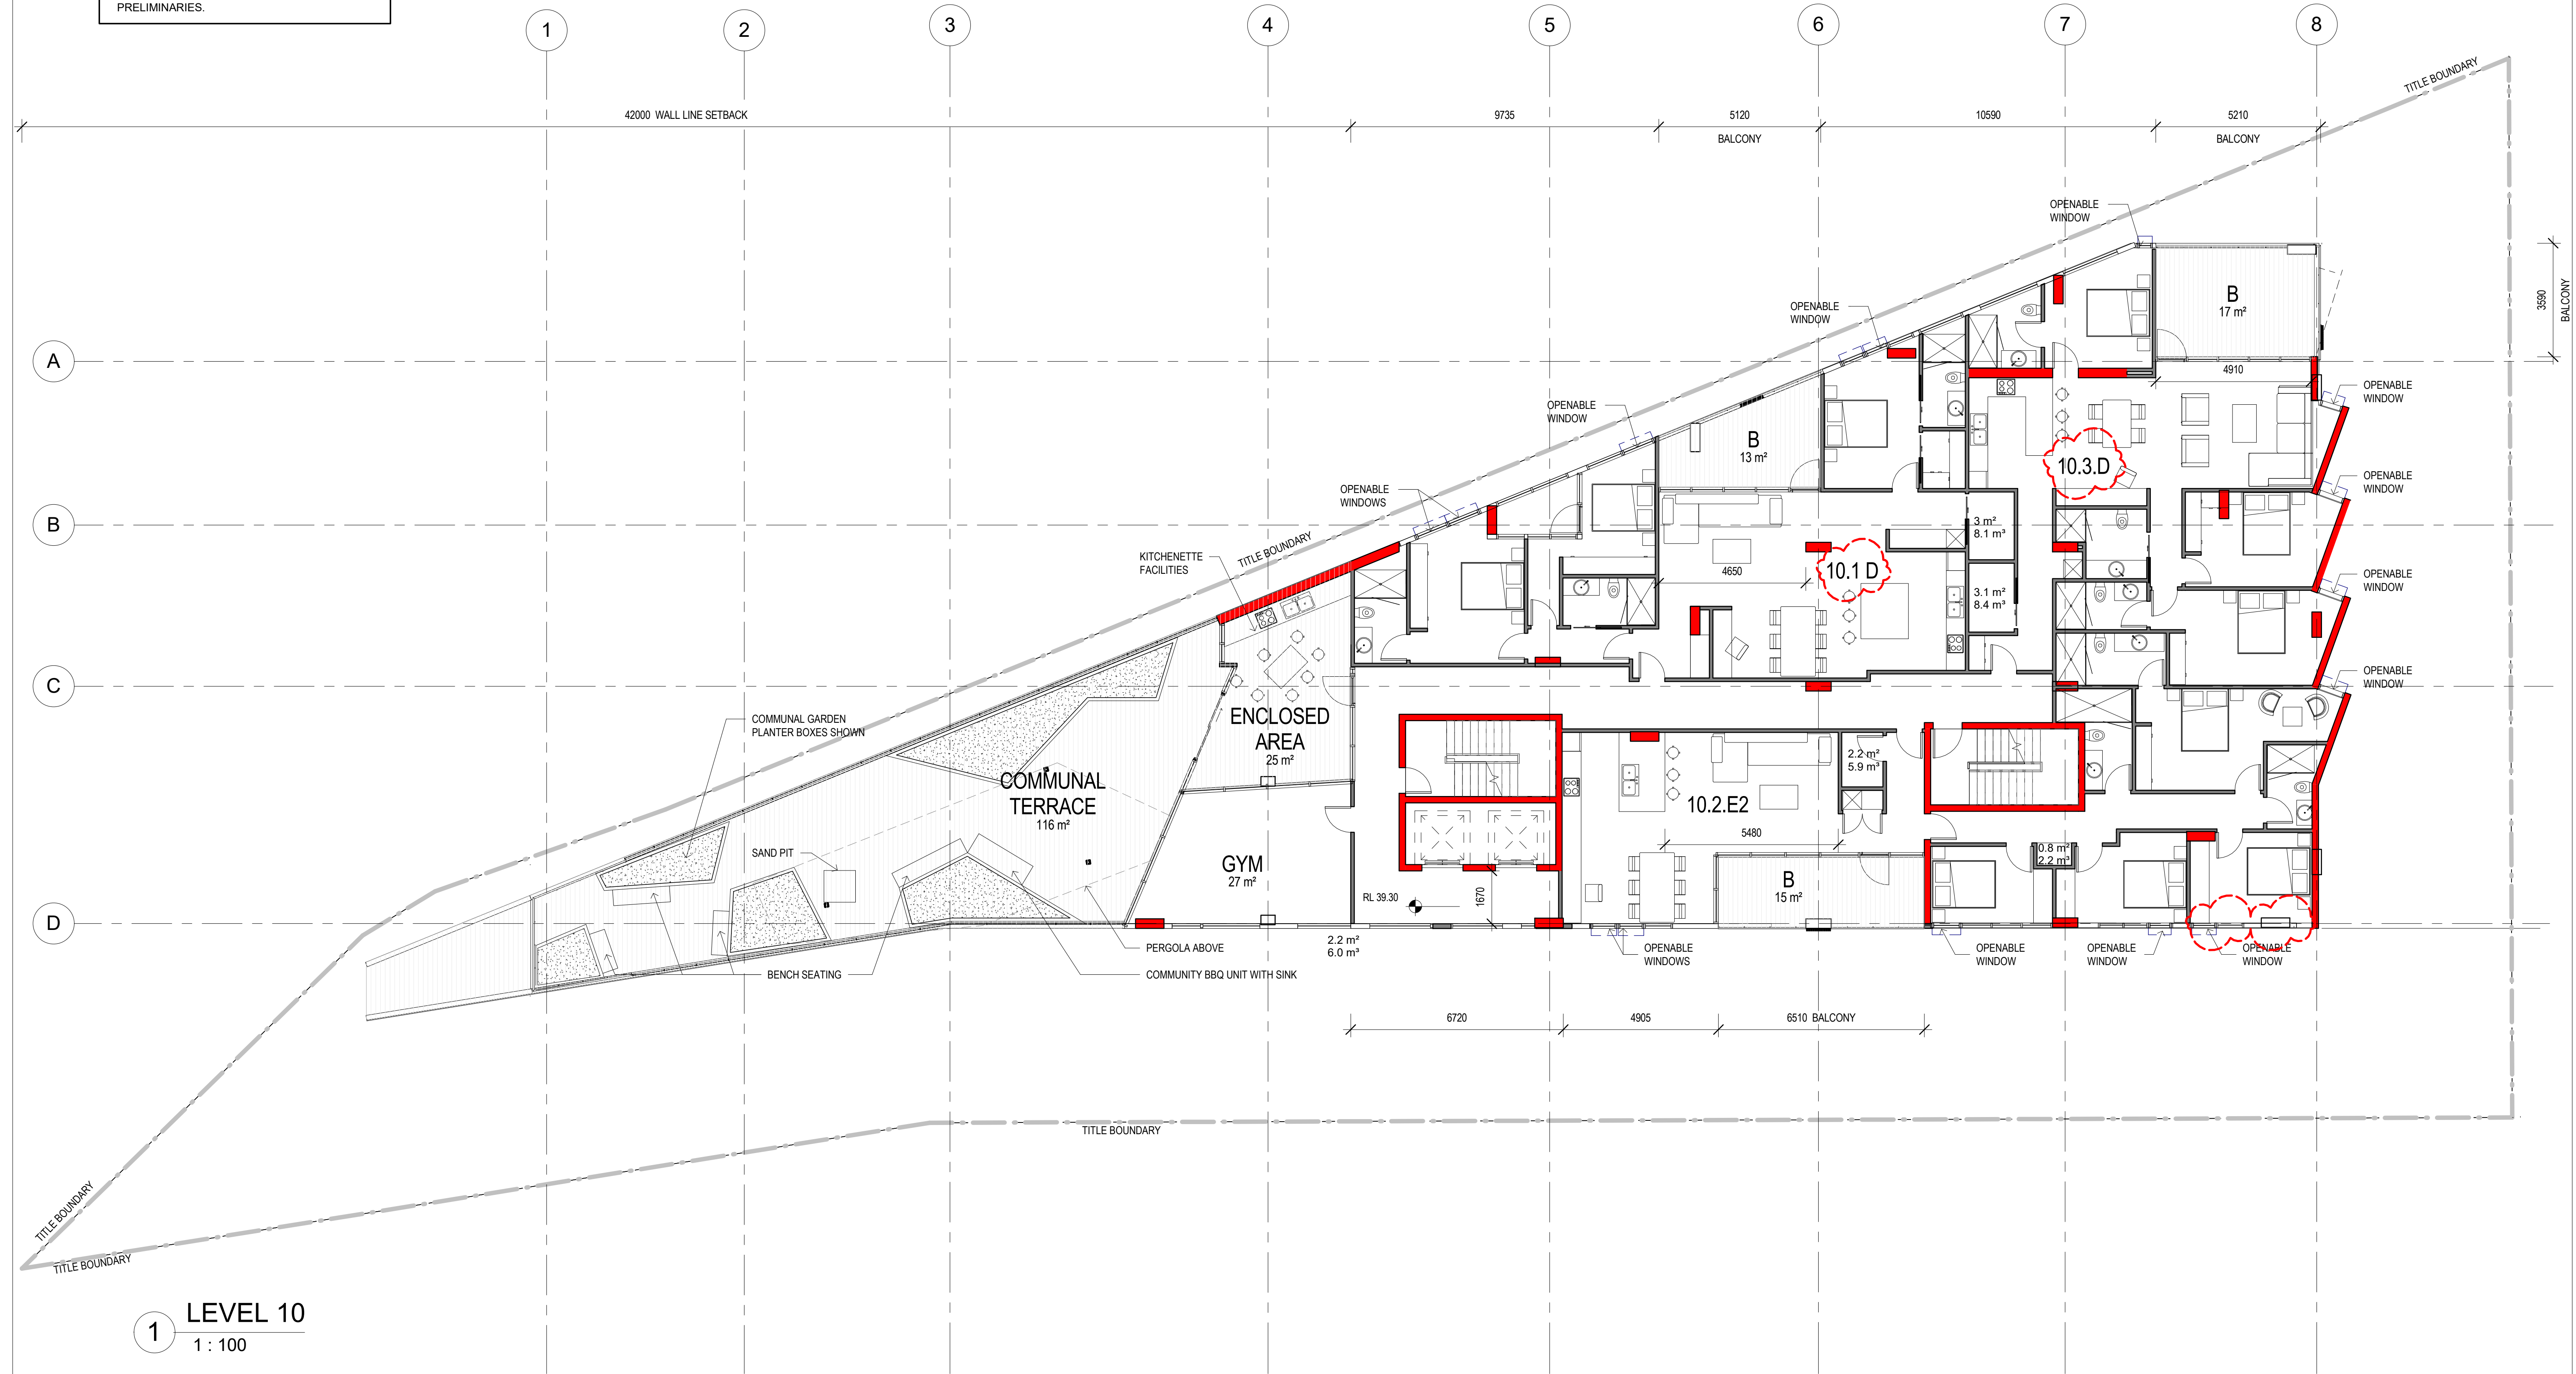 PRELIMINARIES.
1
2
3
4
5
6
7
8
TITLE BOUNDARY
42000 WALL LINE SETBACK
9735
5120
BALCONY
10590
5210
BALCONY
OPENABLE
WINDOW
3590
BALCONY
B
17 m²
OPENABLE
WINDOW
A
4910
OPENABLE
WINDOW
OPENABLE
WINDOW
B
13 m²
10.3.D
OPENABLE
WINDOW
OPENABLE
WINDOWS
B
3 m²
8.1 m³
TITLE BOUNDARY
KITCHENETTE
FACILITIES
4650
10.1 D
OPENABLE
WINDOW
3.1 m²
8.4 m³
C
OPENABLE
WINDOW
COMMUNAL GARDEN
PLANTER BOXES SHOWN
ENCLOSED
AREA
25 m²
2.2 m²
5.9 m³
COMMUNAL
TERRACE
116 m²
10.2.E2
5480
SAND PIT
GYM
27 m²
0.8 m²
2.2 m³
B
15 m²
RL 39.30
1670
D
PERGOLA ABOVE
2.2 m²
6.0 m³
OPENABLE
WINDOWS
OPENABLE
WINDOW
OPENABLE
WINDOW
OPENABLE
WINDOW
BENCH SEATING
COMMUNITY BBQ UNIT WITH SINK
6720
4905
6510 BALCONY
TITLE BOUNDARY
TITLE BOUNDARY
TITLE BOUNDARY
1
LEVEL 10
1 : 100